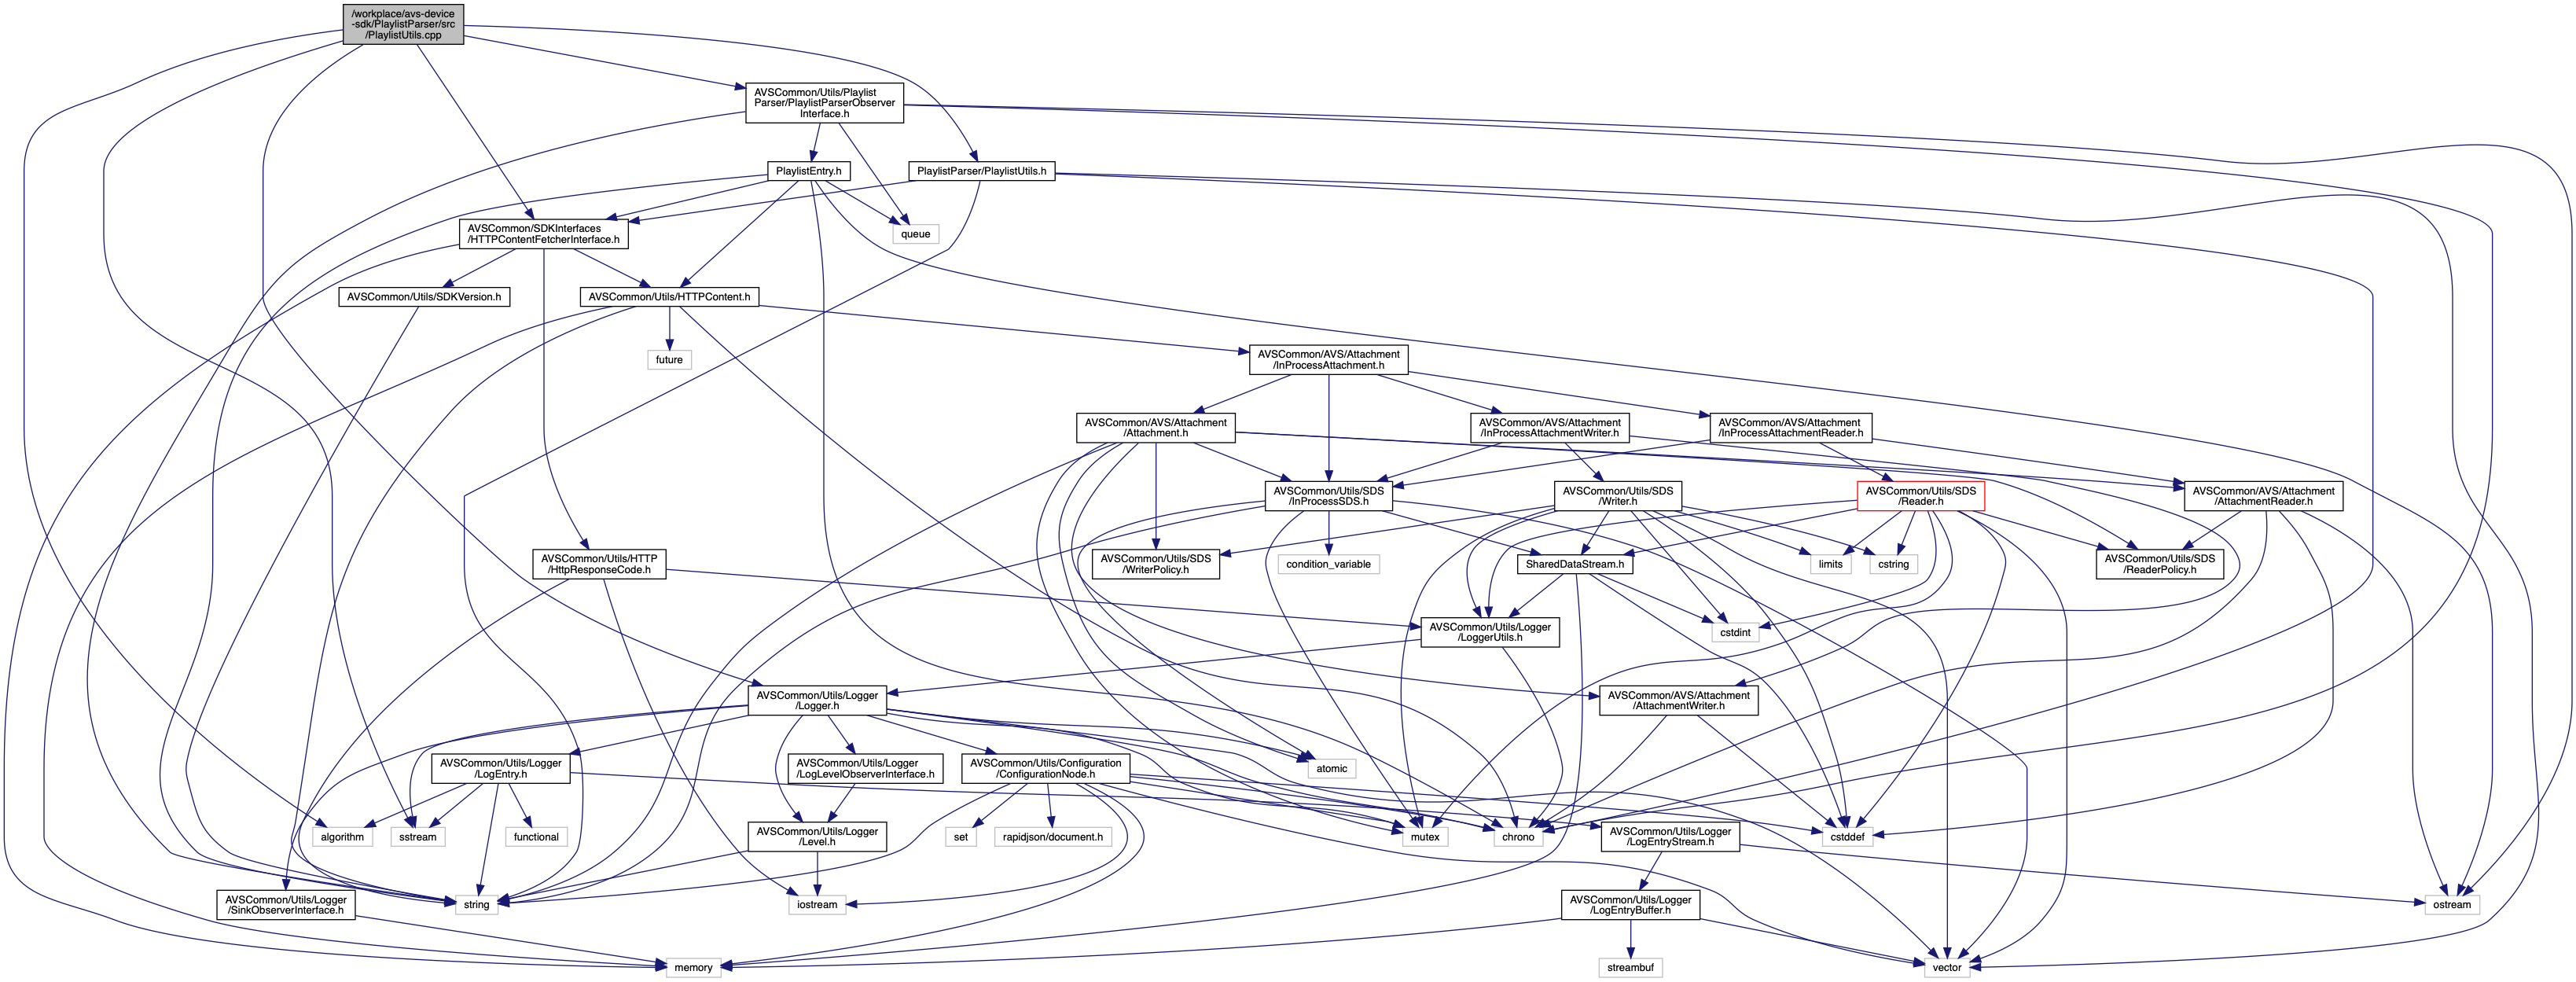 /workplace/avs-device
-sdk/PlaylistParser/src
/PlaylistUtils.cpp
AVSCommon/Utils/Playlist
Parser/PlaylistParserObserver
Interface.h
PlaylistEntry.h
PlaylistParser/PlaylistUtils.h
AVSCommon/SDKInterfaces
/HTTPContentFetcherInterface.h
queue
AVSCommon/Utils/SDKVersion.h
AVSCommon/Utils/HTTPContent.h
future
AVSCommon/AVS/Attachment
/InProcessAttachment.h
AVSCommon/AVS/Attachment
/Attachment.h
AVSCommon/AVS/Attachment
/InProcessAttachmentWriter.h
AVSCommon/AVS/Attachment
/InProcessAttachmentReader.h
AVSCommon/Utils/SDS
/InProcessSDS.h
AVSCommon/Utils/SDS
/Writer.h
AVSCommon/Utils/SDS
/Reader.h
AVSCommon/AVS/Attachment
/AttachmentReader.h
AVSCommon/Utils/HTTP
/HttpResponseCode.h
AVSCommon/Utils/SDS
/WriterPolicy.h
condition_variable
SharedDataStream.h
limits
cstring
AVSCommon/Utils/SDS
/ReaderPolicy.h
AVSCommon/Utils/Logger
/LoggerUtils.h
cstdint
AVSCommon/Utils/Logger
/Logger.h
AVSCommon/AVS/Attachment
/AttachmentWriter.h
AVSCommon/Utils/Logger
/LogEntry.h
AVSCommon/Utils/Logger
/LogLevelObserverInterface.h
AVSCommon/Utils/Configuration
/ConfigurationNode.h
atomic
algorithm
sstream
functional
AVSCommon/Utils/Logger
/Level.h
set
rapidjson/document.h
mutex
chrono
AVSCommon/Utils/Logger
/LogEntryStream.h
cstddef
AVSCommon/Utils/Logger
/SinkObserverInterface.h
string
iostream
AVSCommon/Utils/Logger
/LogEntryBuffer.h
ostream
memory
streambuf
vector